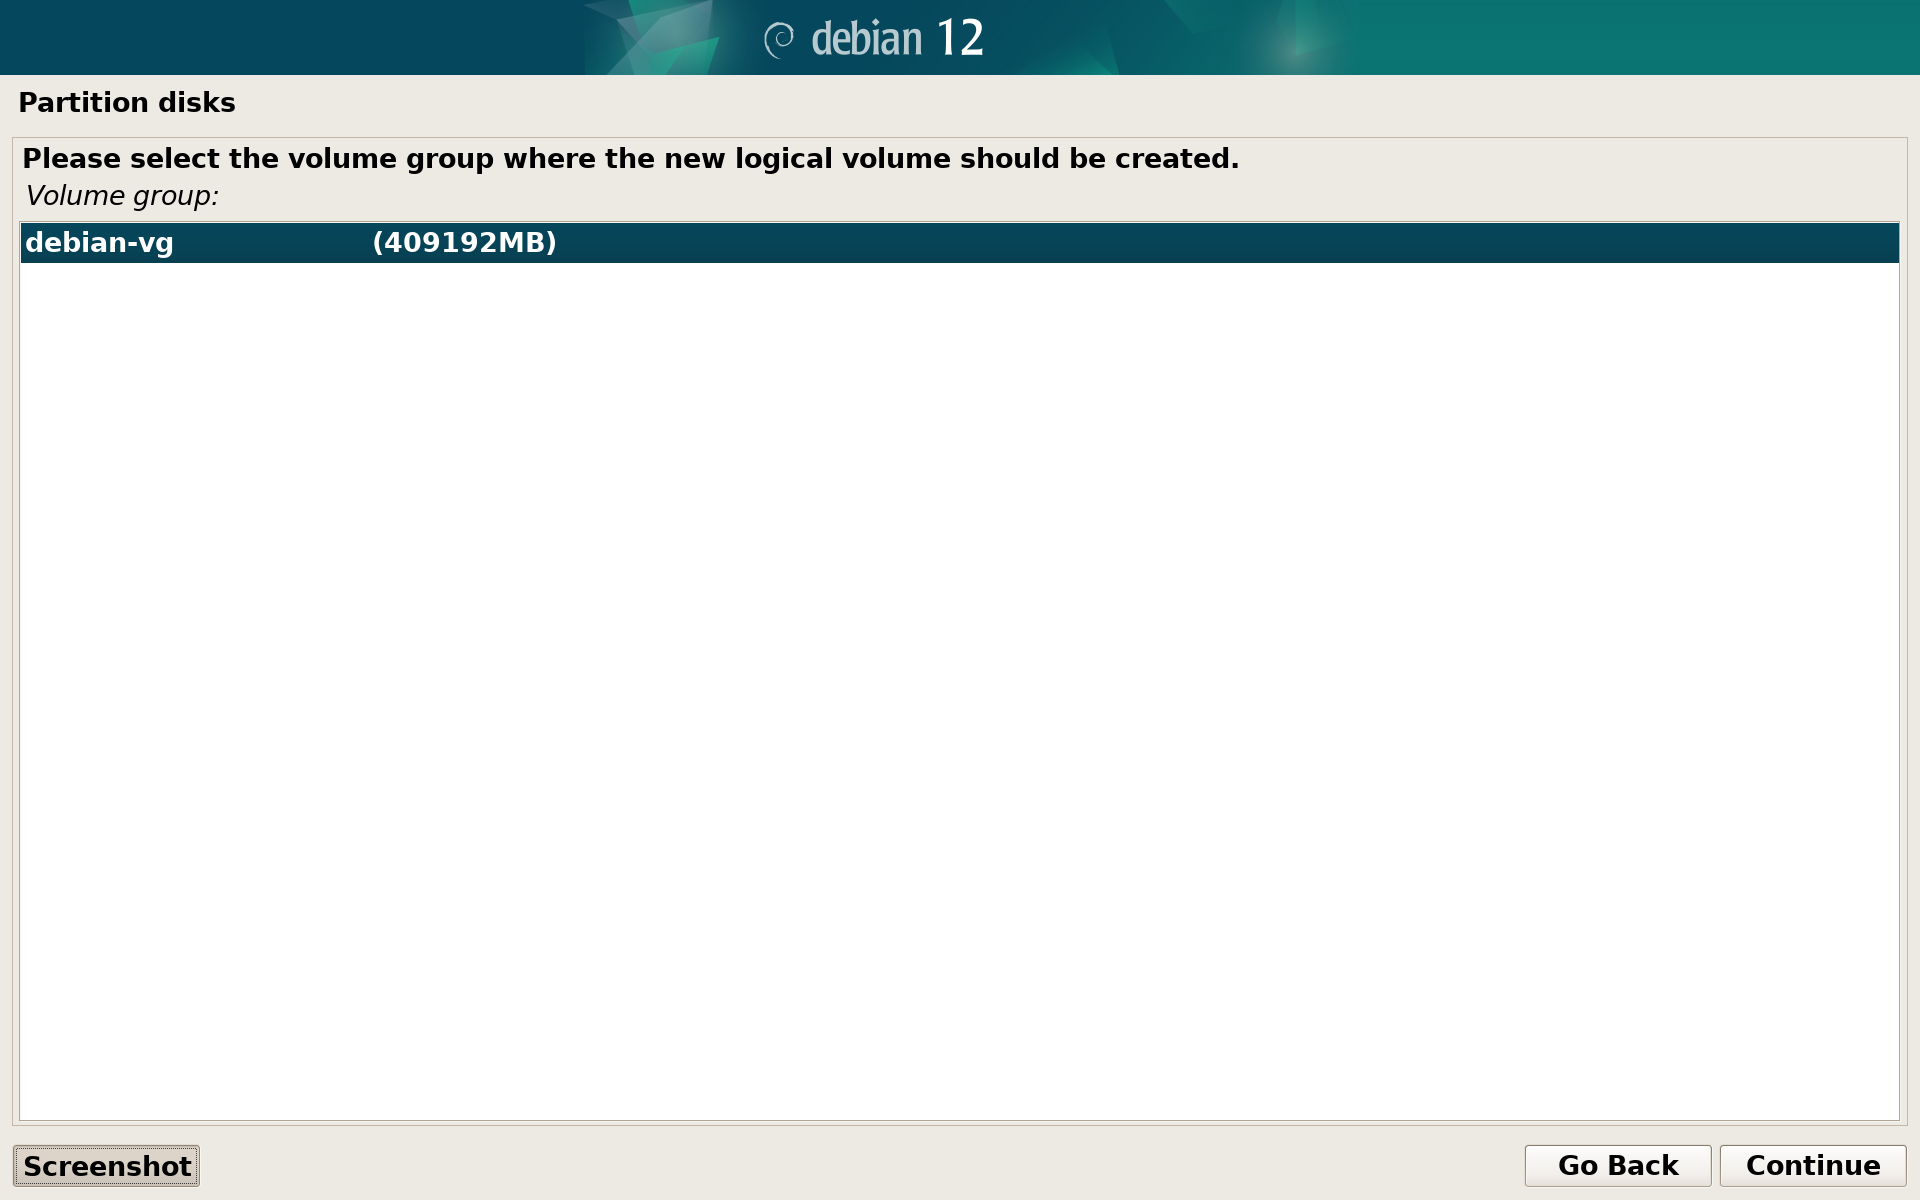 debian 12
Partition disks
Please select the volume group where the new logical volume should be created.
Volume group:
debian-vg (409192MB)
Screenshot
Go Back
Continue